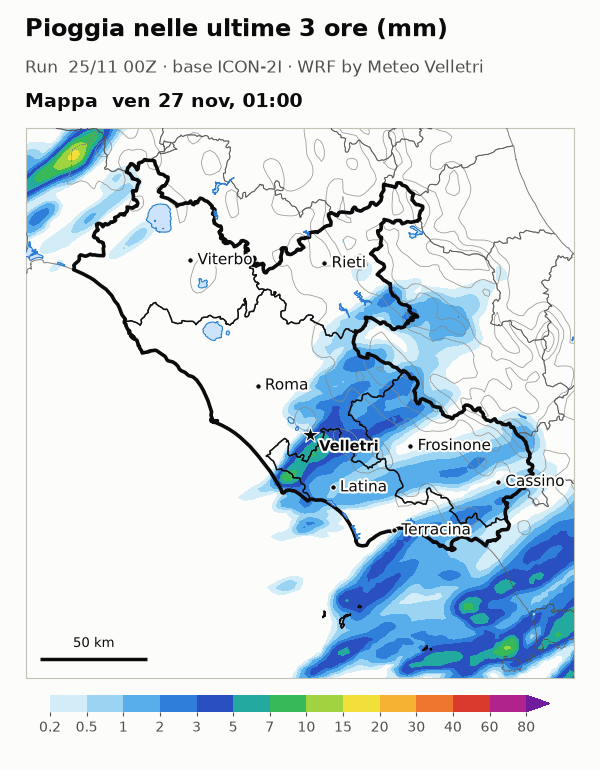 Pioggia nelle ultime 3 ore (mm)
Run  25/11 00Z · base ICON-2I · WRF by Meteo Velletri
Mappa  ven 27 nov, 01:00
Viterbo
Rieti
Roma
Velletri
Frosinone
Latina
Cassino
Terracina
50 km
0.2 0.5 1 2 3 5 7 10 15 20 30 40 60 80